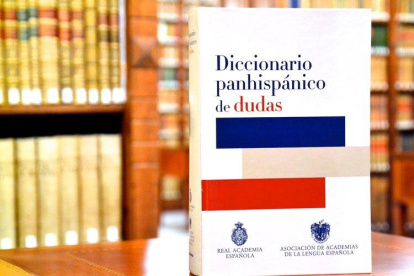 Diccionario
panhispánico
de dudas
REAL ACADEMIA
ESPAÑOLA
ASOCIACIÓN DE ACADEMIAS
DE LA LENGUA ESPAÑOLA